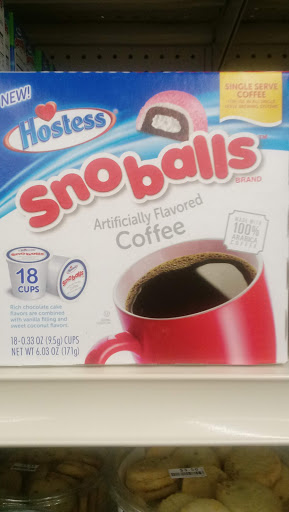 NEW!
Hostess
SINGLE SERVE
COFFEE
Snoballs
BRAND
Artificially Flavored
Coffee
MADE WITH
100%
ARABICA
COFFEE
18
CUPS
Rich chocolate cake
flavors are combined
with vanilla filling and
sweet coconut flavors
18-0.33 OZ (9.5g) CUPS
NET WT 6.03 OZ (171g)